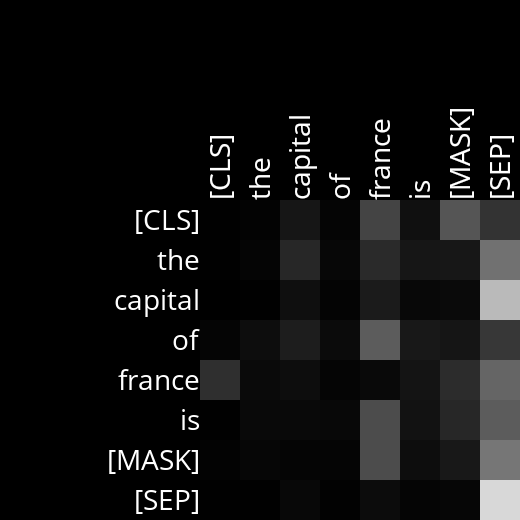 [CLS] the capital of france is [MASK] [SEP]
[CLS]
the
capital
of
france
is
[MASK]
[SEP]